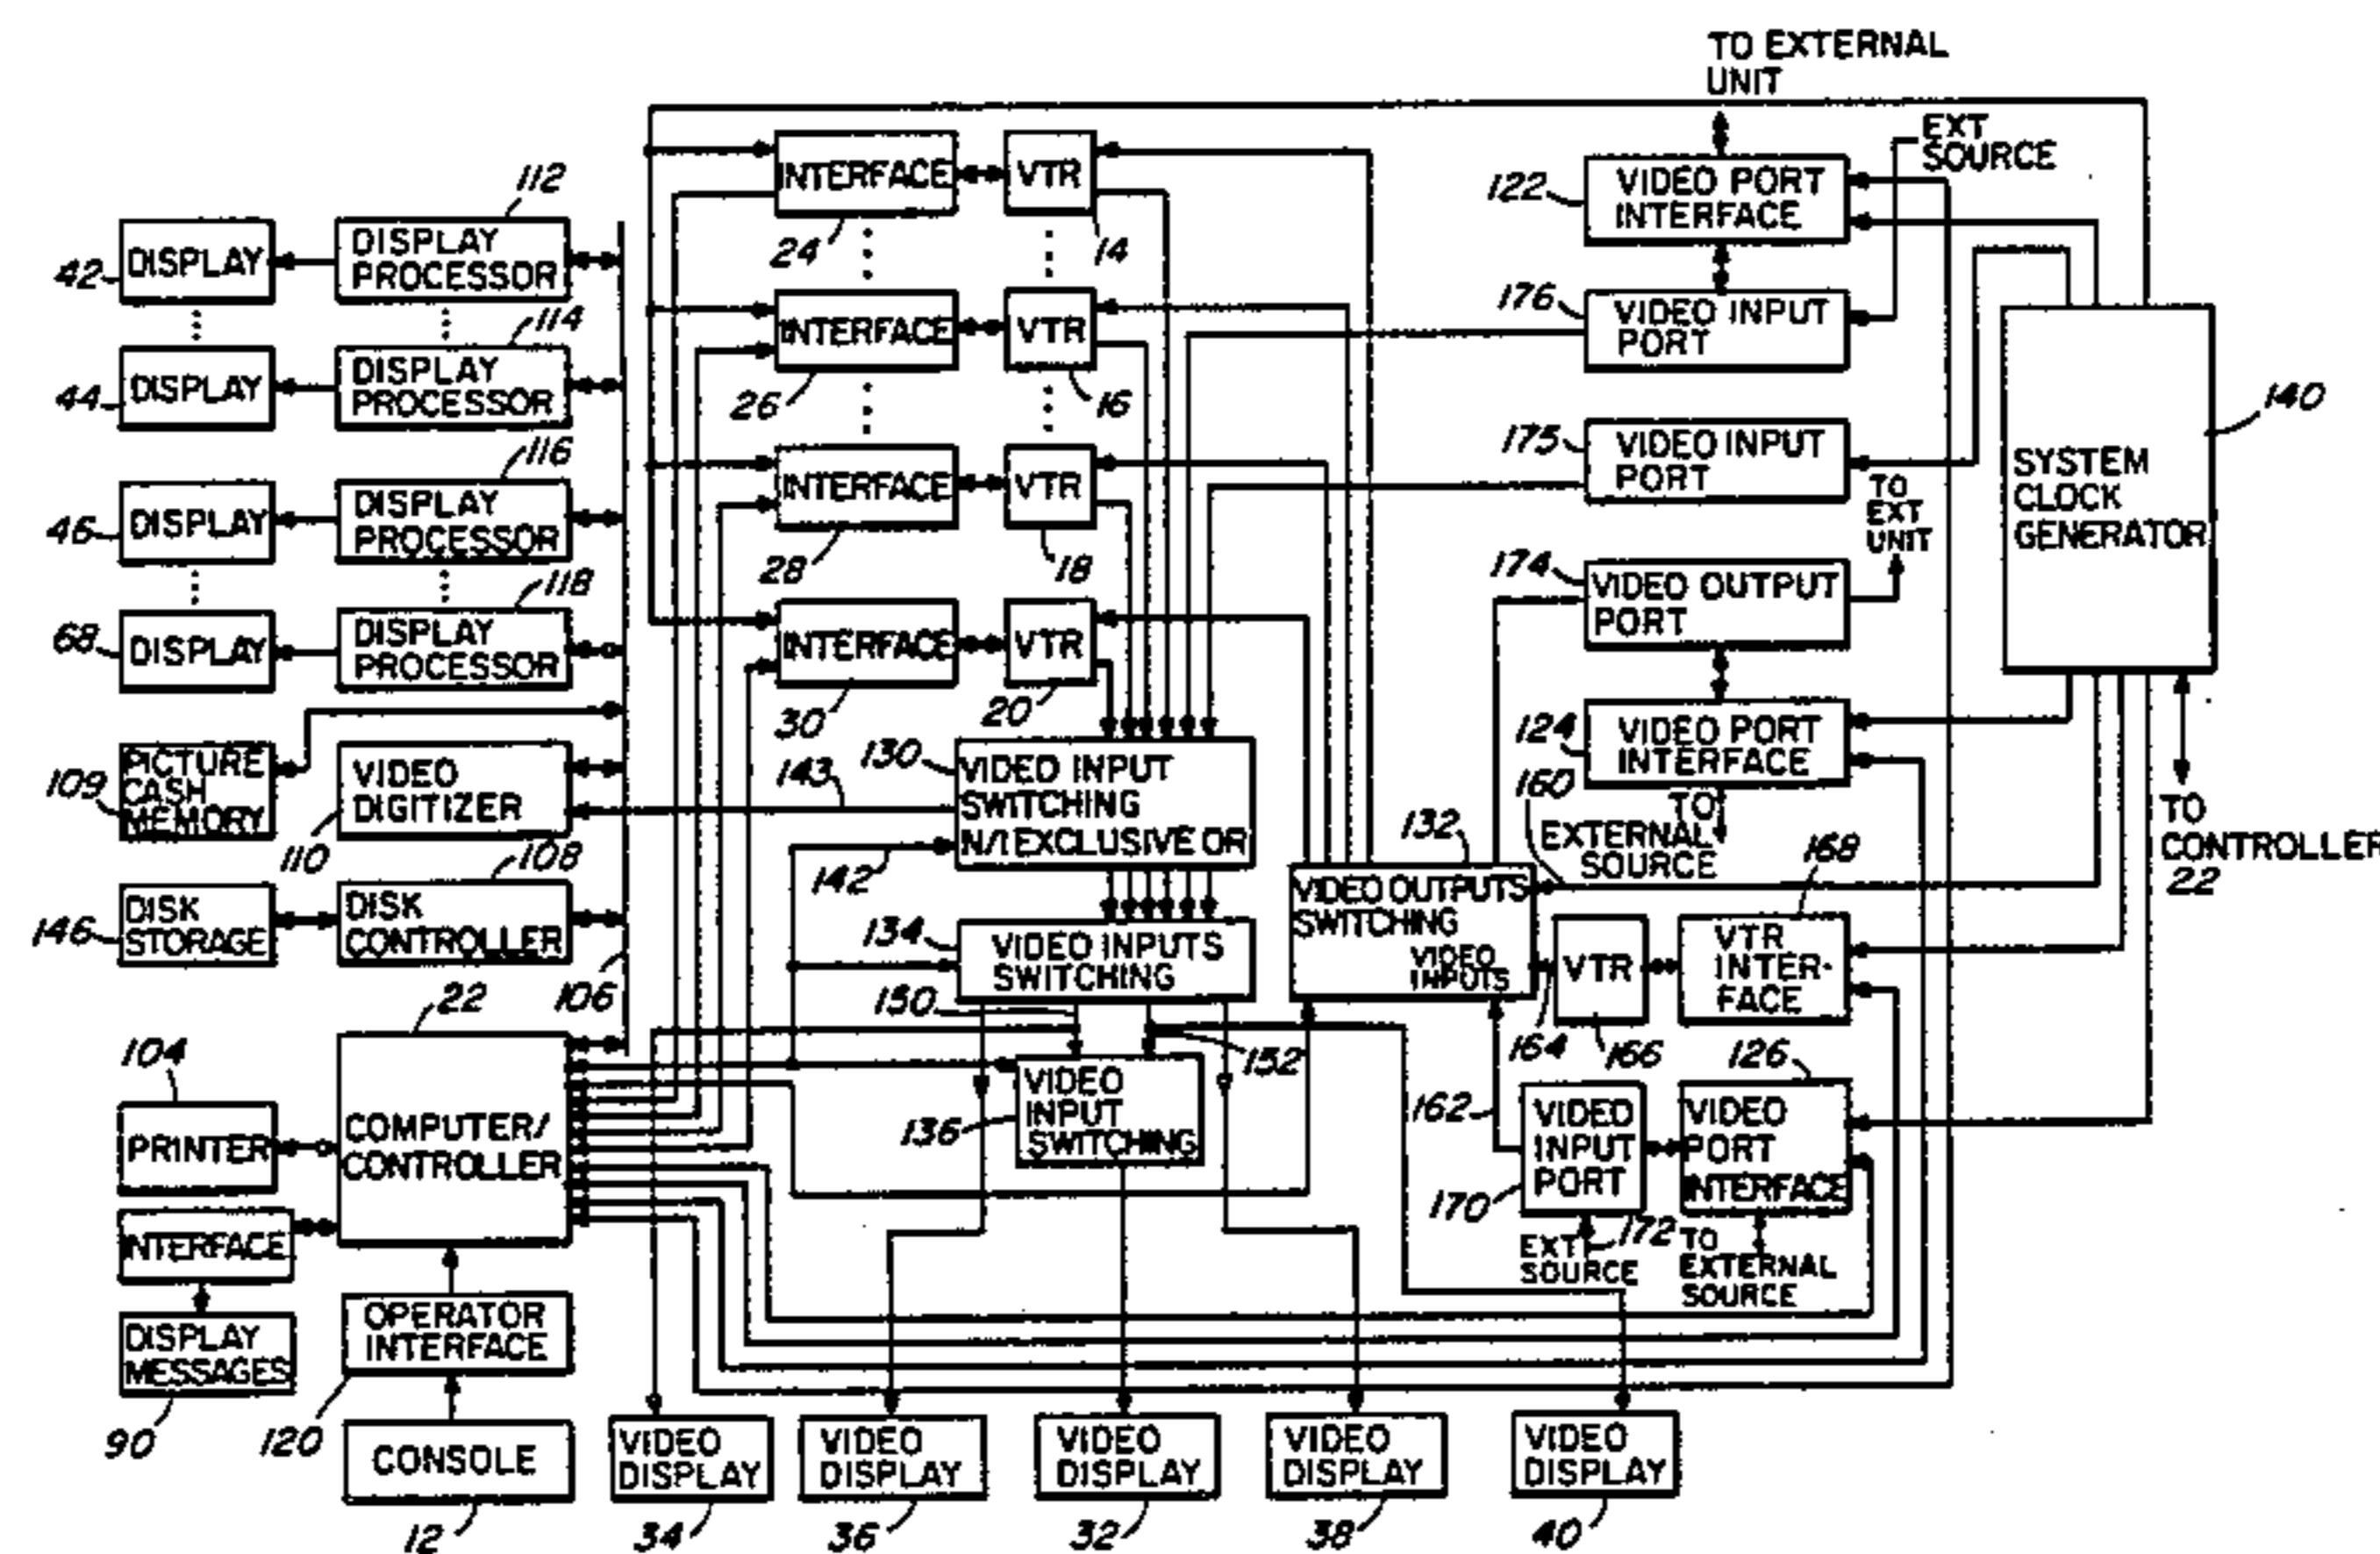 TO EXTERNAL
UNIT
EXT
SOURCE
112
42
DISPLAY
DISPLAY
PROCESSOR
INTERFACE
24
VTR
14
122
VIDEO PORT
INTERFACE
114
44
DISPLAY
DISPLAY
PROCESSOR
INTERFACE
26
VTR
16
176
VIDEO INPUT
PORT
140
SYSTEM
CLOCK
GENERATOR
116
46
DISPLAY
DISPLAY
PROCESSOR
INTERFACE
28
VTR
18
175
VIDEO INPUT
PORT
TO
EXT
UNIT
118
68
DISPLAY
DISPLAY
PROCESSOR
INTERFACE
30
VTR
20
174
VIDEO OUTPUT
PORT
109
PICTURE
CASH
MEMORY
110
VIDEO
DIGITIZER
143
130
VIDEO INPUT
SWITCHING
N/1 EXCLUSIVE OR
142
124
VIDEO PORT
INTERFACE
160
TO
EXTERNAL
SOURCE
TO
CONTROLLER
22
146
DISK
STORAGE
108
DISK
CONTROLLER
106
134
VIDEO INPUTS
SWITCHING
132
VIDEO OUTPUTS
SWITCHING
VIDEO
INPUTS
164
VTR
166
168
VTR
INTER-
FACE
150
152
22
COMPUTER/
CONTROLLER
104
PRINTER
136
VIDEO
INPUT
SWITCHING
162
170
VIDEO
INPUT
PORT
126
VIDEO
PORT
INTERFACE
172
EXT
SOURCE
TO
EXTERNAL
SOURCE
INTERFACE
DISPLAY
MESSAGES
90
OPERATOR
INTERFACE
120
CONSOLE
12
VIDEO
DISPLAY
34
VIDEO
DISPLAY
36
VIDEO
DISPLAY
32
VIDEO
DISPLAY
38
VIDEO
DISPLAY
40